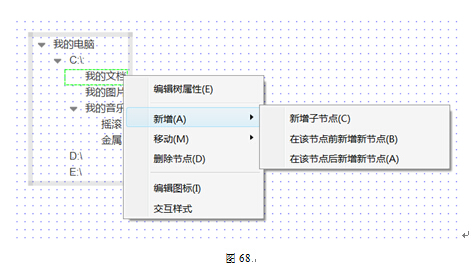 我的电脑
C:\
我的文档
我的图片
我的音乐
摇滚
金属
D:\
E:\
编辑树属性(E)
新增(A)
移动(M)
删除节点(D)
编辑图标(I)
交互样式
新增子节点(C)
在该节点前新增新节点(B)
在该节点后新增新节点(A)
图 68.